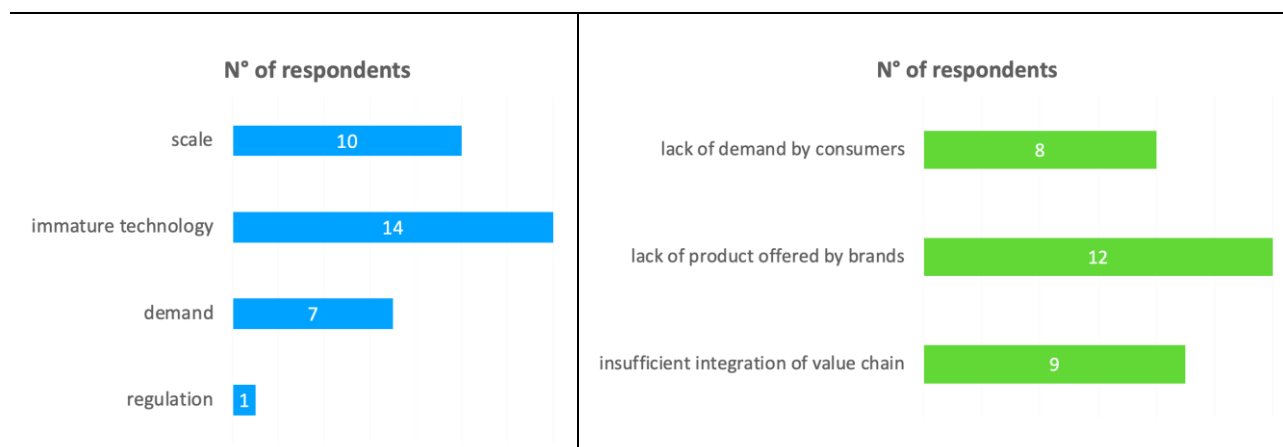 N° of respondents
scale
10
immature technology
14
demand
7
regulation
1
N° of respondents
lack of demand by consumers
8
lack of product offered by brands
12
insufficient integration of value chain
9